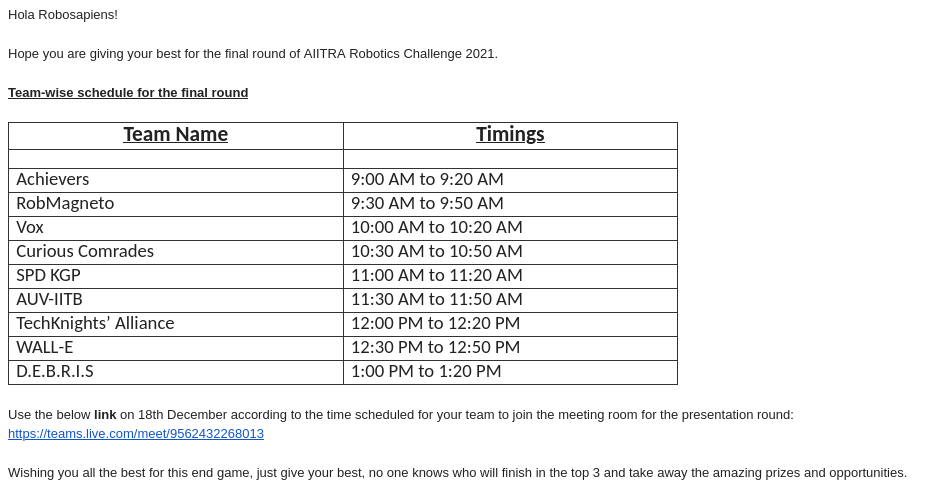 Hola Robosapiens!
Hope you are giving your best for the final round of AIITRA Robotics Challenge 2021.
Team-wise schedule for the final round
Team Name Timings
Achievers 9:00 AM to 9:20 AM
RobMagneto 9:30 AM to 9:50 AM
Vox 10:00 AM to 10:20 AM
Curious Comrades 10:30 AM to 10:50 AM
SPD KGP 11:00 AM to 11:20 AM
AUV-IITB 11:30 AM to 11:50 AM
TechKnights’ Alliance 12:00 PM to 12:20 PM
WALL-E 12:30 PM to 12:50 PM
D.E.B.R.I.S 1:00 PM to 1:20 PM
Use the below link on 18th December according to the time scheduled for your team to join the meeting room for the presentation round:
https://teams.live.com/meet/9562432268013
Wishing you all the best for this end game, just give your best, no one knows who will finish in the top 3 and take away the amazing prizes and opportunities.